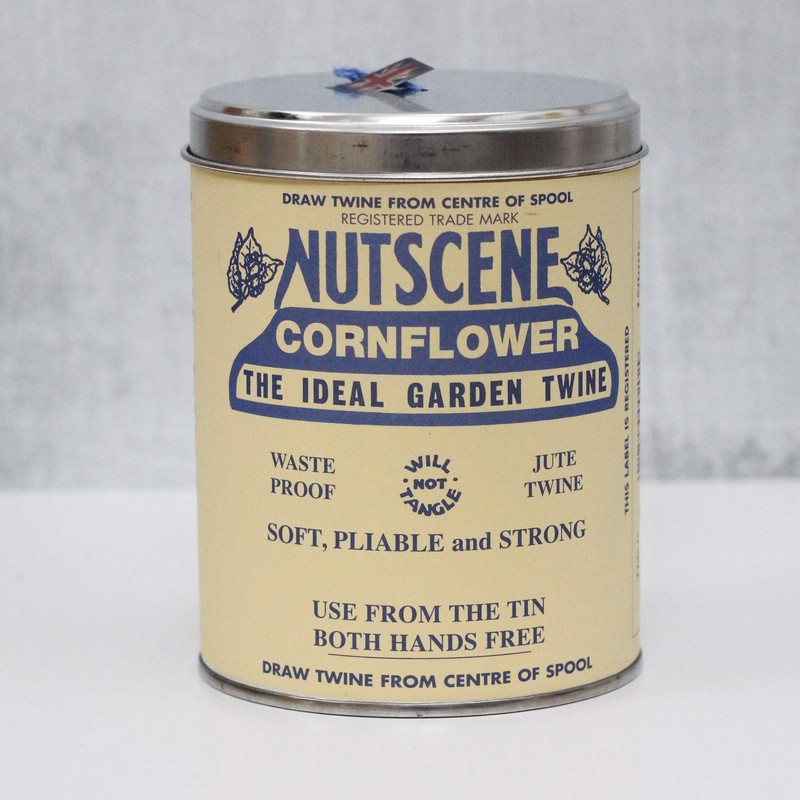 DRAW TWINE FROM CENTRE OF SPOOL
REGISTERED TRADE MARK
NUTSCENE
CORNFLOWER
THE IDEAL GARDEN TWINE
WASTE
PROOF
WILL
NOT
TANGLE
JUTE
TWINE
SOFT, PLIABLE and STRONG
USE FROM THE TIN
BOTH HANDS FREE
DRAW TWINE FROM CENTRE OF SPOOL
THIS LABEL IS REGISTERED